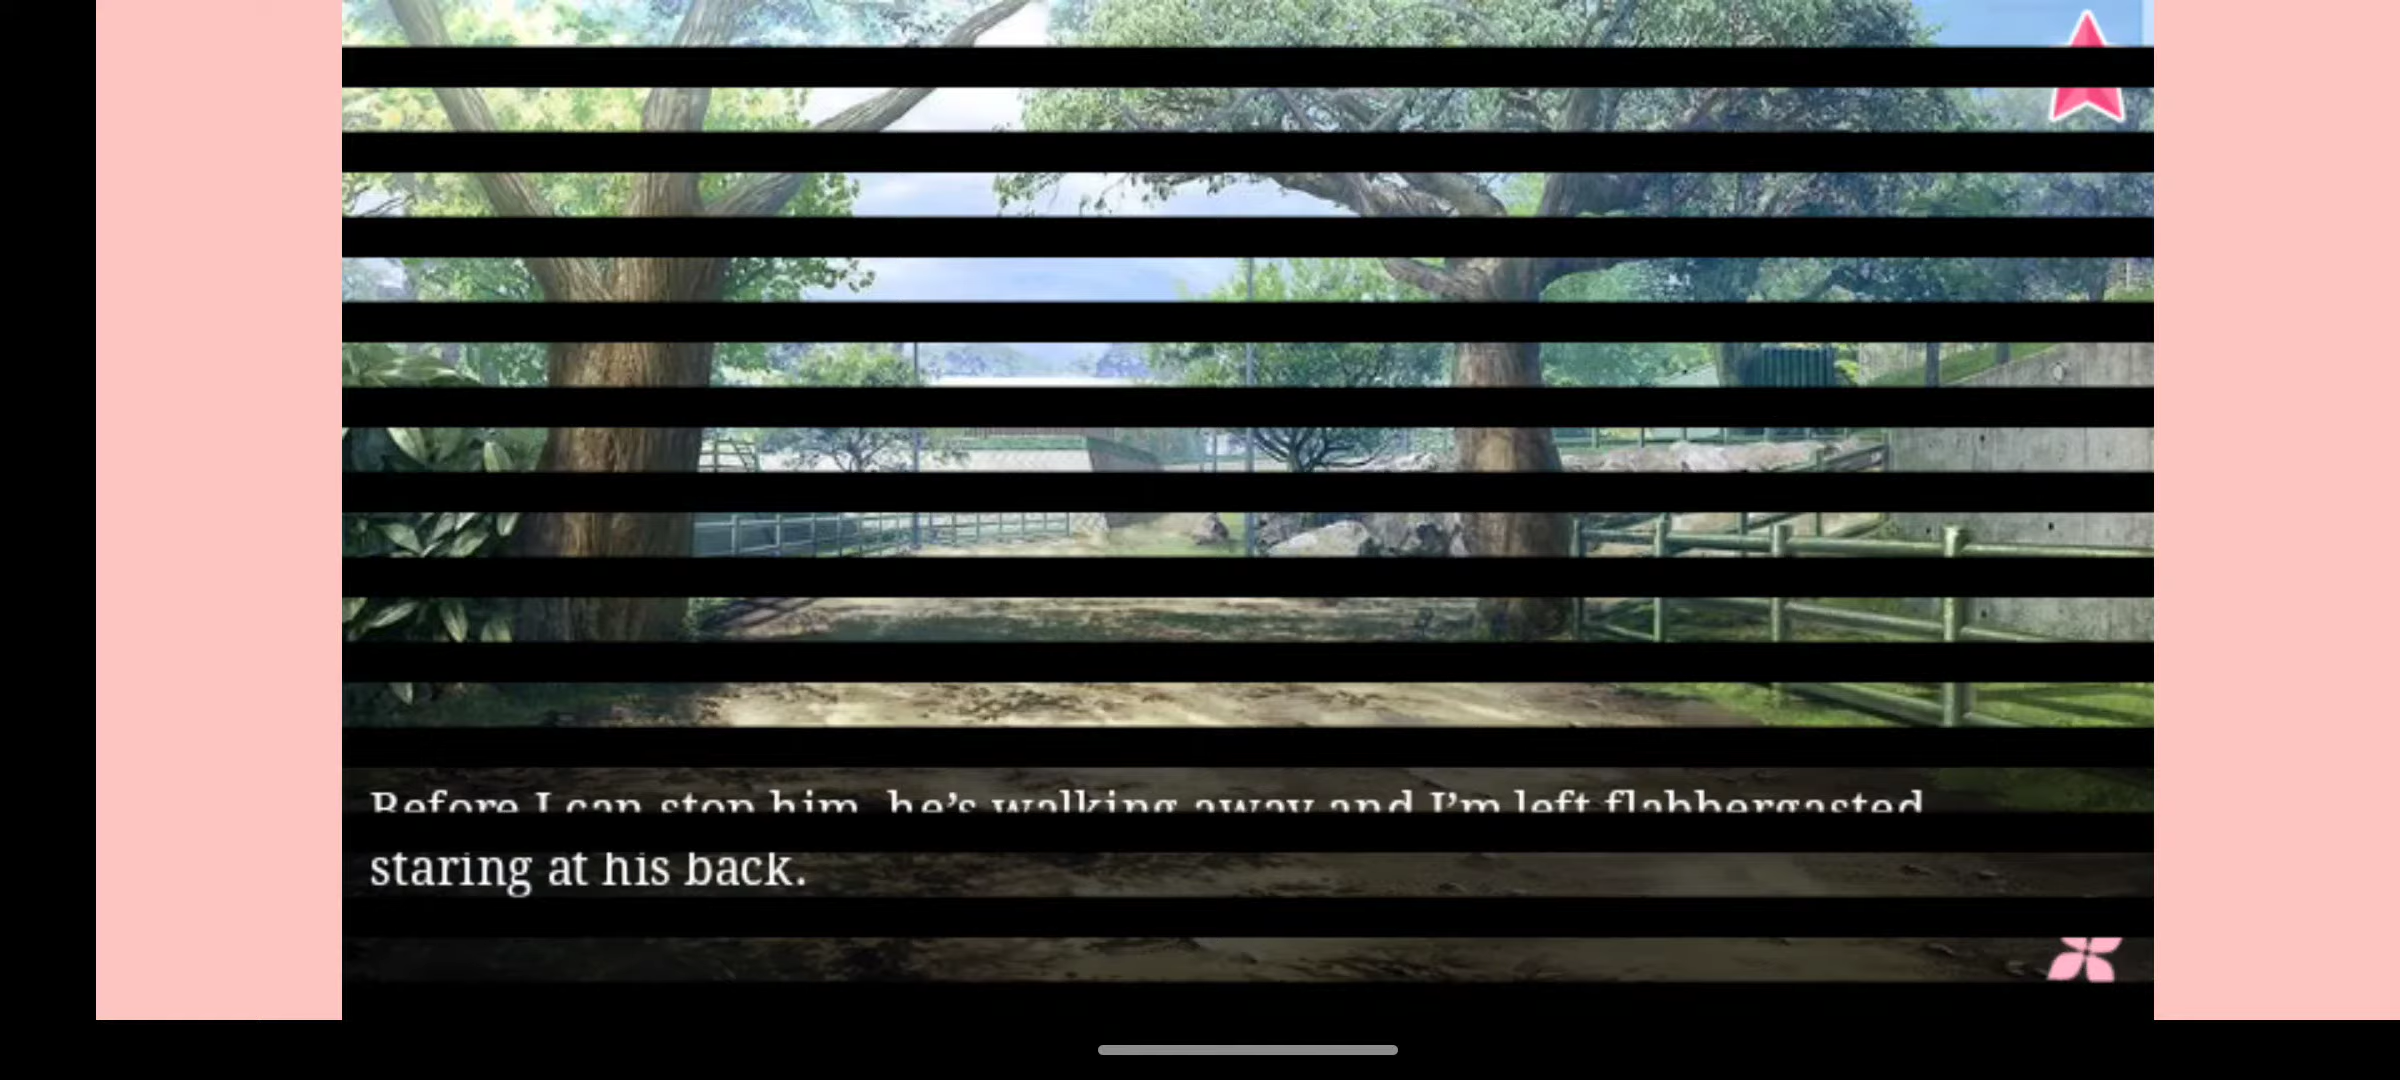 Before I can stop him, he's walking away and I'm left flabbergasted
staring at his back.